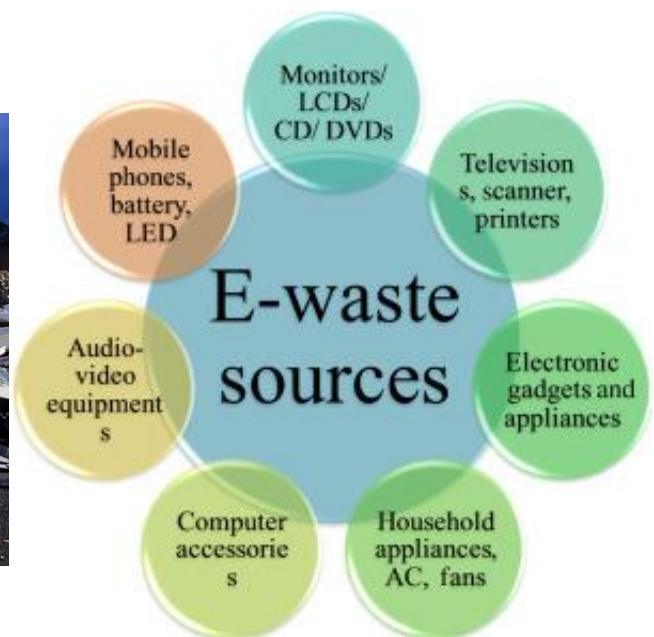 Monitors/
LCDs/
CD/ DVDs
Television
s, scanner,
printers
Electronic
gadgets and
appliances
Household
appliances,
AC, fans
Computer
accessorie
s
Audio-
video
equipment
s
Mobile
phones,
battery,
LED
E-waste
sources